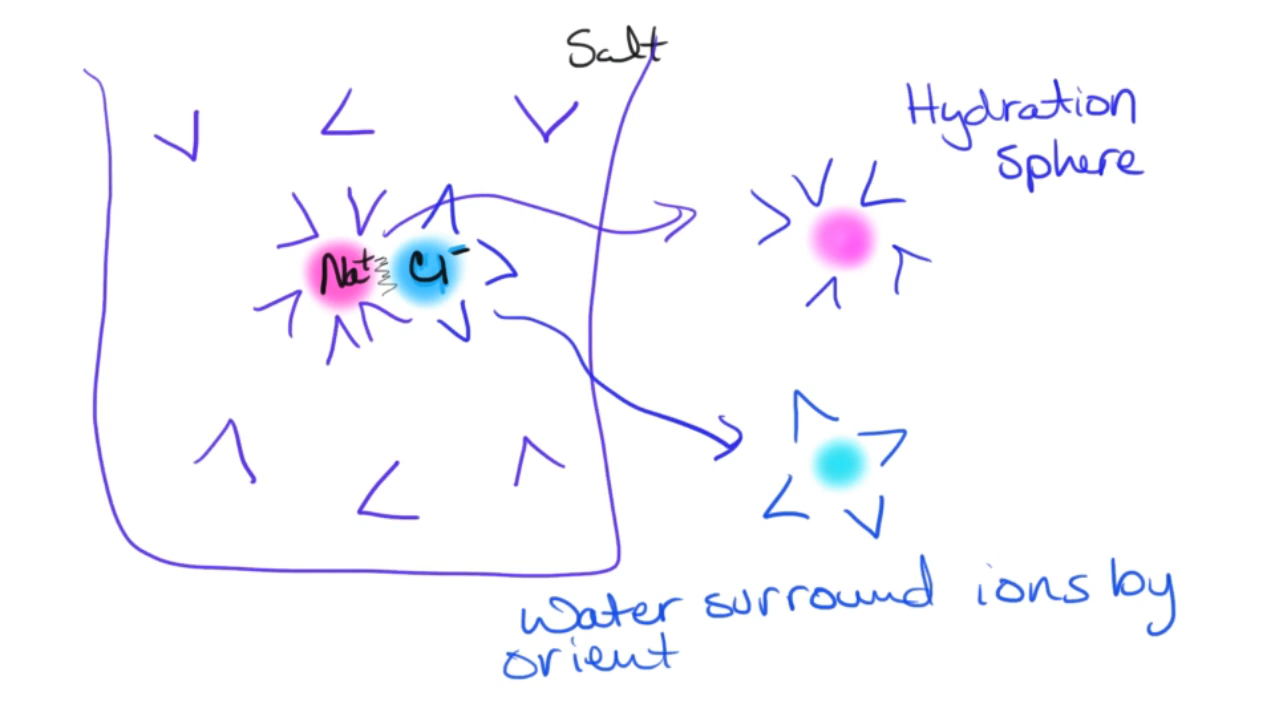 Salt
Hydration
sphere
Na+
Cl-
Water surround ions by
orient